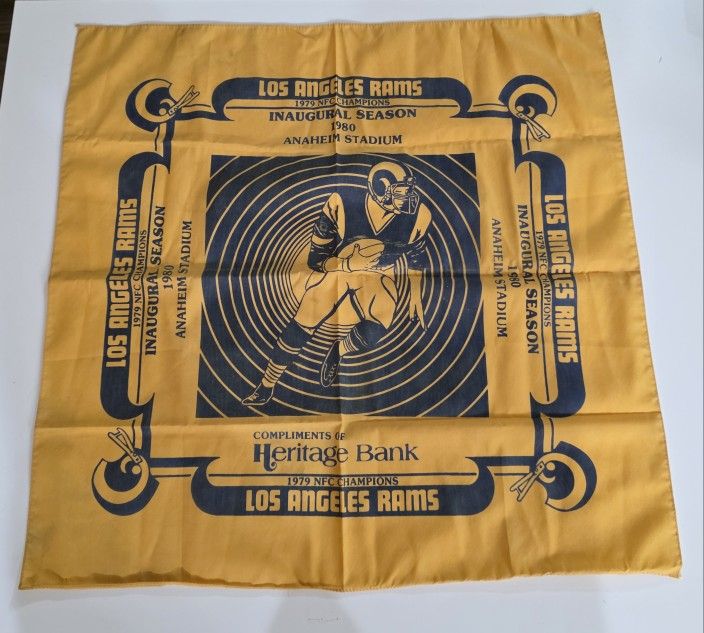 LOS ANGELES RAMS
1979 NFC CHAMPIONS
INAUGURAL SEASON
1980
ANAHEIM STADIUM
LOS ANGELES RAMS
1979 NFC CHAMPIONS
INAUGURAL SEASON
1980
ANAHEIM STADIUM
LOS ANGELES RAMS
1979 NFC CHAMPIONS
INAUGURAL SEASON
1980
ANAHEIM STADIUM
COMPLIMENTS OF
Heritage Bank
1979 NFC CHAMPIONS
LOS ANGELES RAMS